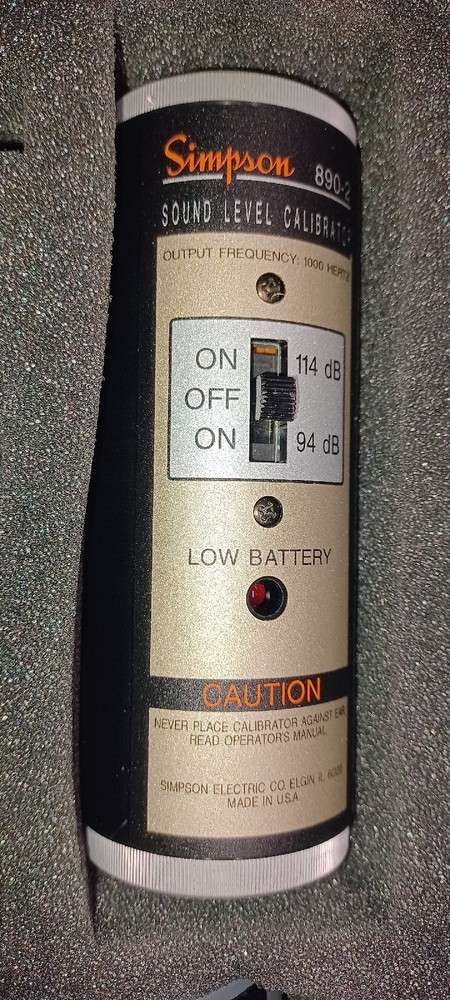 Simpson 890-2
SOUND LEVEL CALIBRATOR
OUTPUT FREQUENCY: 1000 HERTZ
ON 114 dB
OFF
ON 94 dB
LOW BATTERY
CAUTION
NEVER PLACE CALIBRATOR AGAINST EAR.
READ OPERATOR'S MANUAL.
SIMPSON ELECTRIC CO. ELGIN, IL
MADE IN U.S.A.